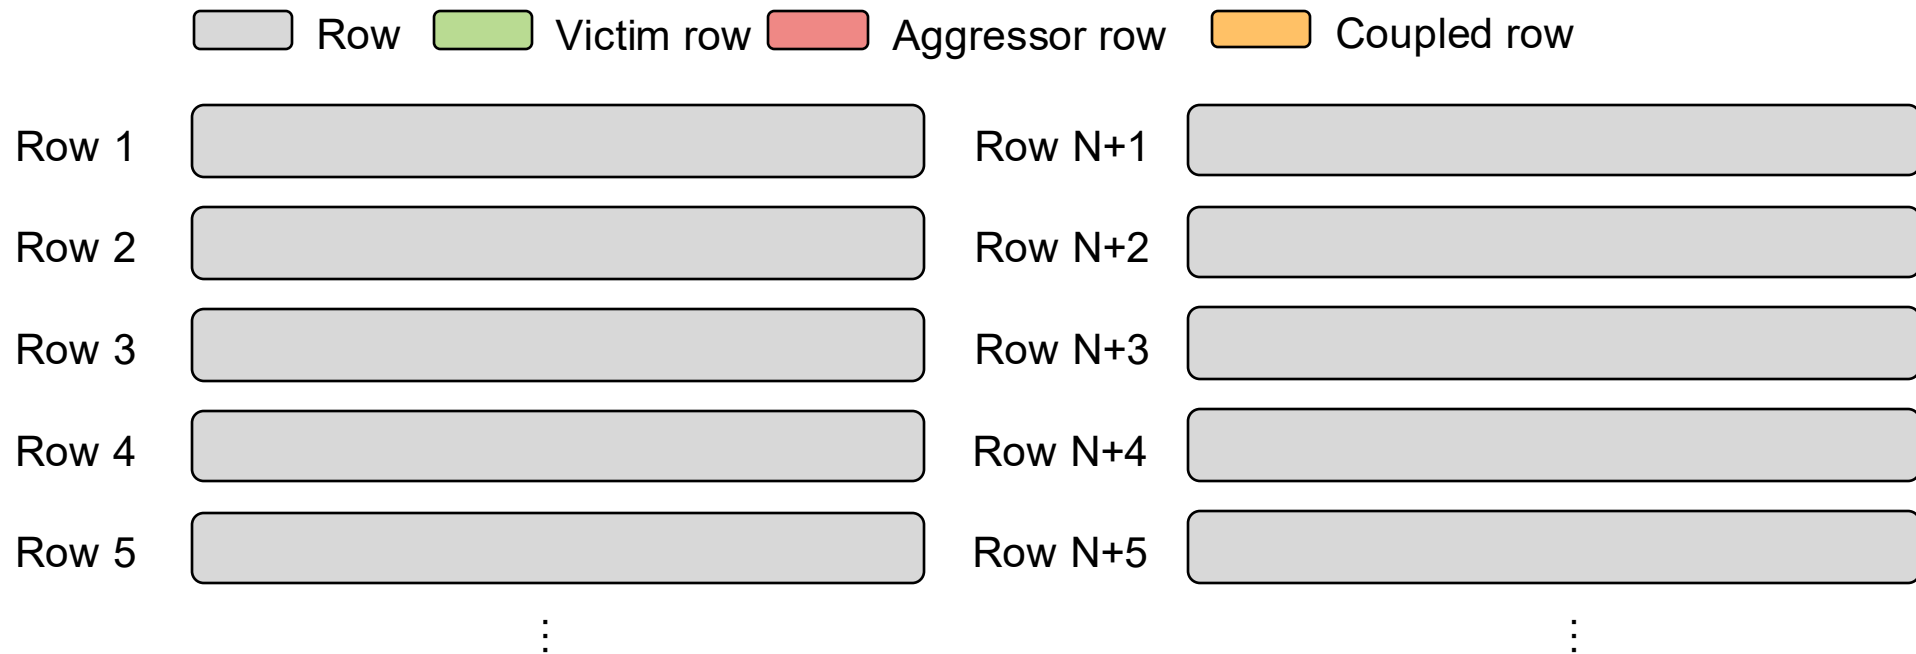 Row Victim row Aggressor row Coupled row
Row 1 Row N+1
Row 2 Row N+2
Row 3 Row N+3
Row 4 Row N+4
Row 5 Row N+5
⋮ ⋮